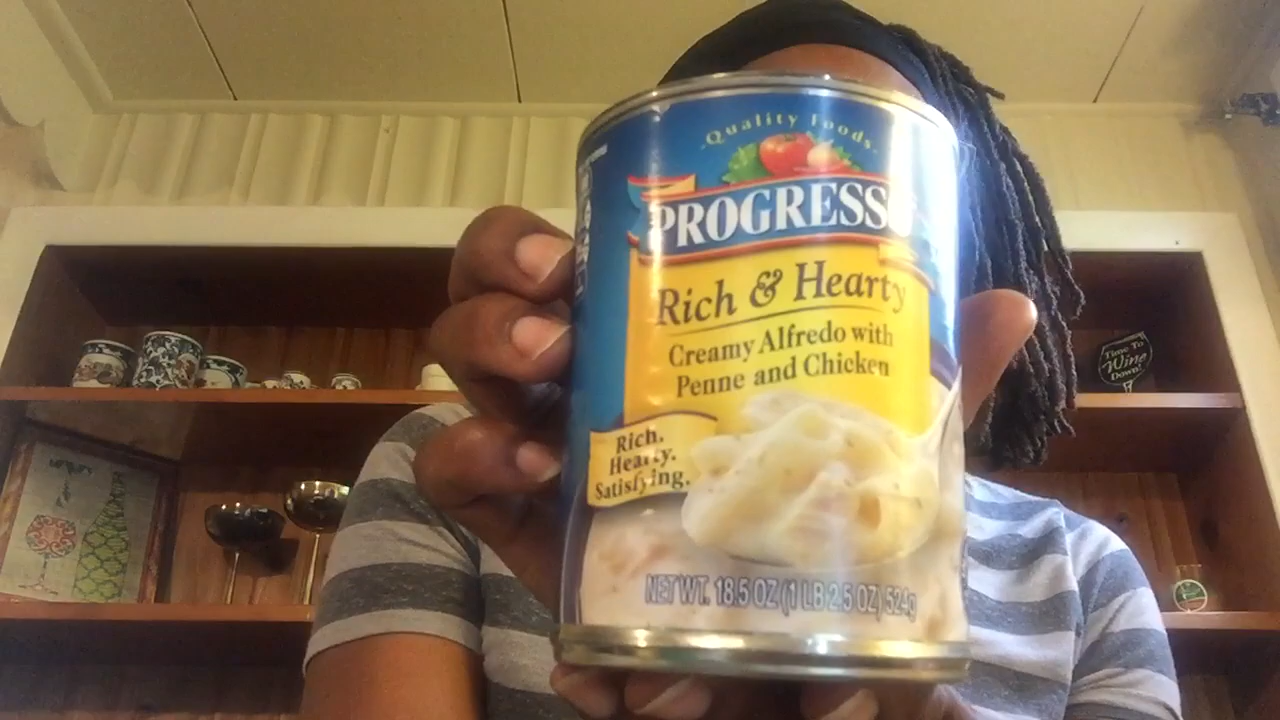 Quality Foods
PROGRESSO
Rich & Hearty
Creamy Alfredo with
Penne and Chicken
Rich.
Hearty.
Satisfying.
NET WT. 18.5 OZ (1 LB 2.5 OZ) 524g
Time To
Wine
Down!